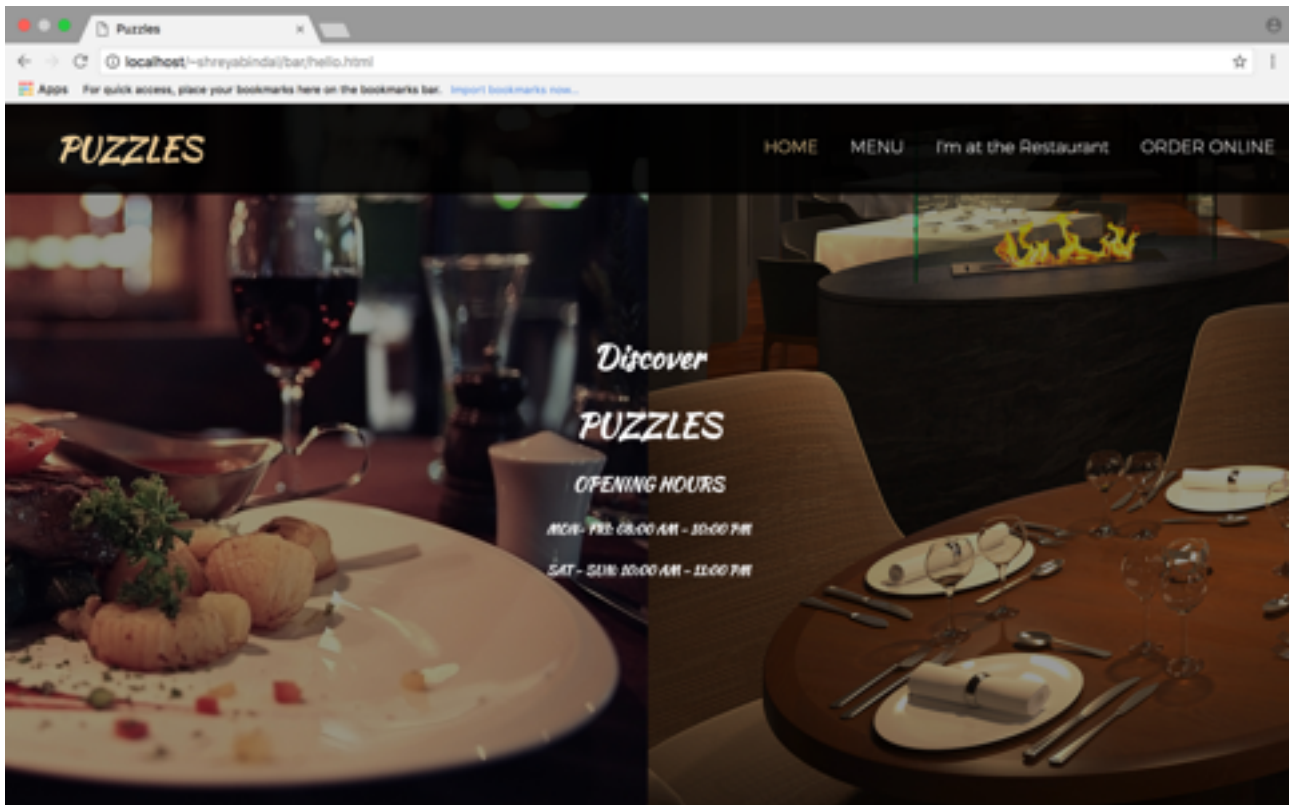 Puzzles
localhost/~shreyabindal/bar/hello.html
Apps For quick access, place your bookmarks here on the bookmarks bar. Import bookmarks now...
PUZZLES
HOME MENU I'm at the Restaurant ORDER ONLINE
Discover
PUZZLES
OPENING HOURS
MON- FRI: 08:00 AM - 10:00 PM
SAT - SUN: 10:00 AM - 11:00 PM